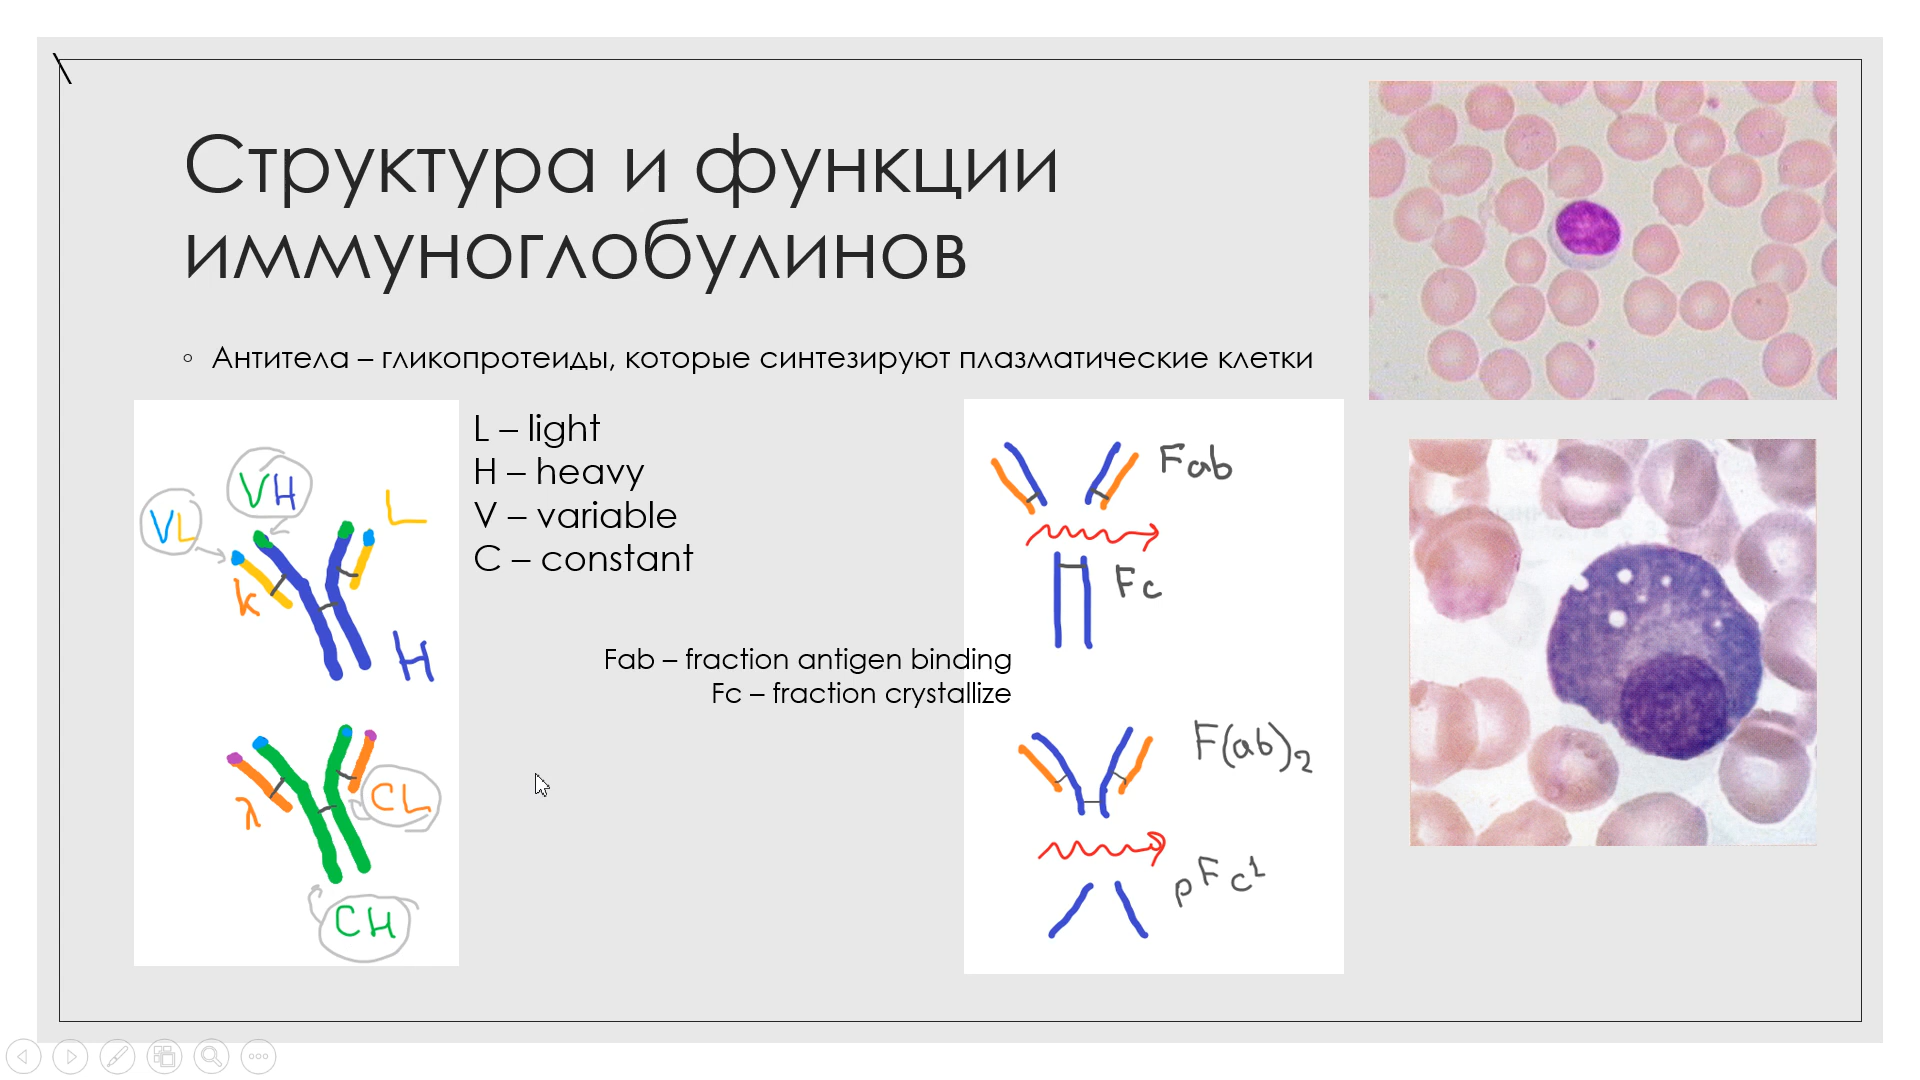 Структура и функции
иммуноглобулинов
◦ Антитела – гликопротеиды, которые синтезируют плазматические клетки
L – light
H – heavy
V – variable
C – constant
VH
VL
L
k
H
λ
CL
CH
Fab
Fc
Fab – fraction antigen binding
Fc – fraction crystallize
F(ab)2
pFc1